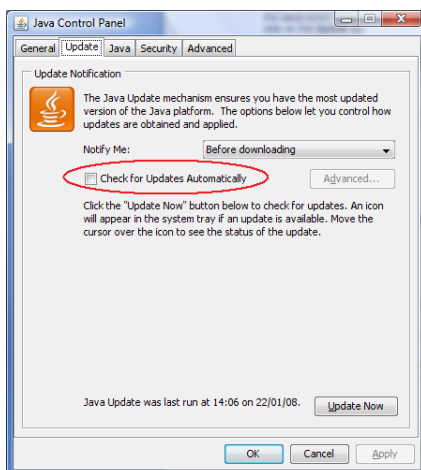 Java Control Panel
General Update Java Security Advanced
Update Notification
The Java Update mechanism ensures you have the most updated
version of the Java platform. The options below let you control how
updates are obtained and applied.
Notify Me: Before downloading
Check for Updates Automatically Advanced...
Click the "Update Now" button below to check for updates. An icon
will appear in the system tray if an update is available. Move the
cursor over the icon to see the status of the update.
Java Update was last run at 14:06 on 22/01/08. Update Now
OK Cancel Apply